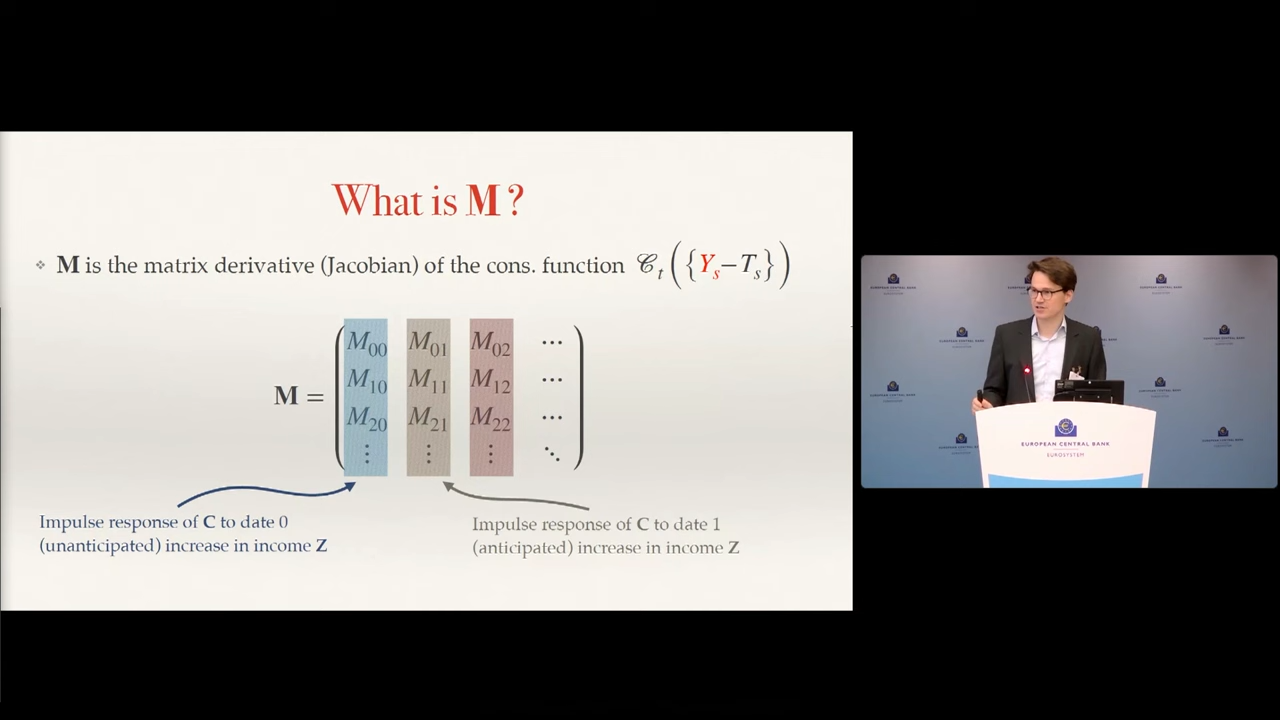 What is M ?
❖ M is the matrix derivative (Jacobian) of the cons. function 𝒞ₜ({Yₛ−Tₛ})
M₀₀ M₀₁ M₀₂ ⋯
M₁₀ M₁₁ M₁₂ ⋯
M =
M₂₀ M₂₁ M₂₂ ⋯
⋮ ⋮ ⋮ ⋱
Impulse response of C to date 0
(unanticipated) increase in income Z
Impulse response of C to date 1
(anticipated) increase in income Z
EUROPEAN CENTRAL BANK
EUROSYSTEM